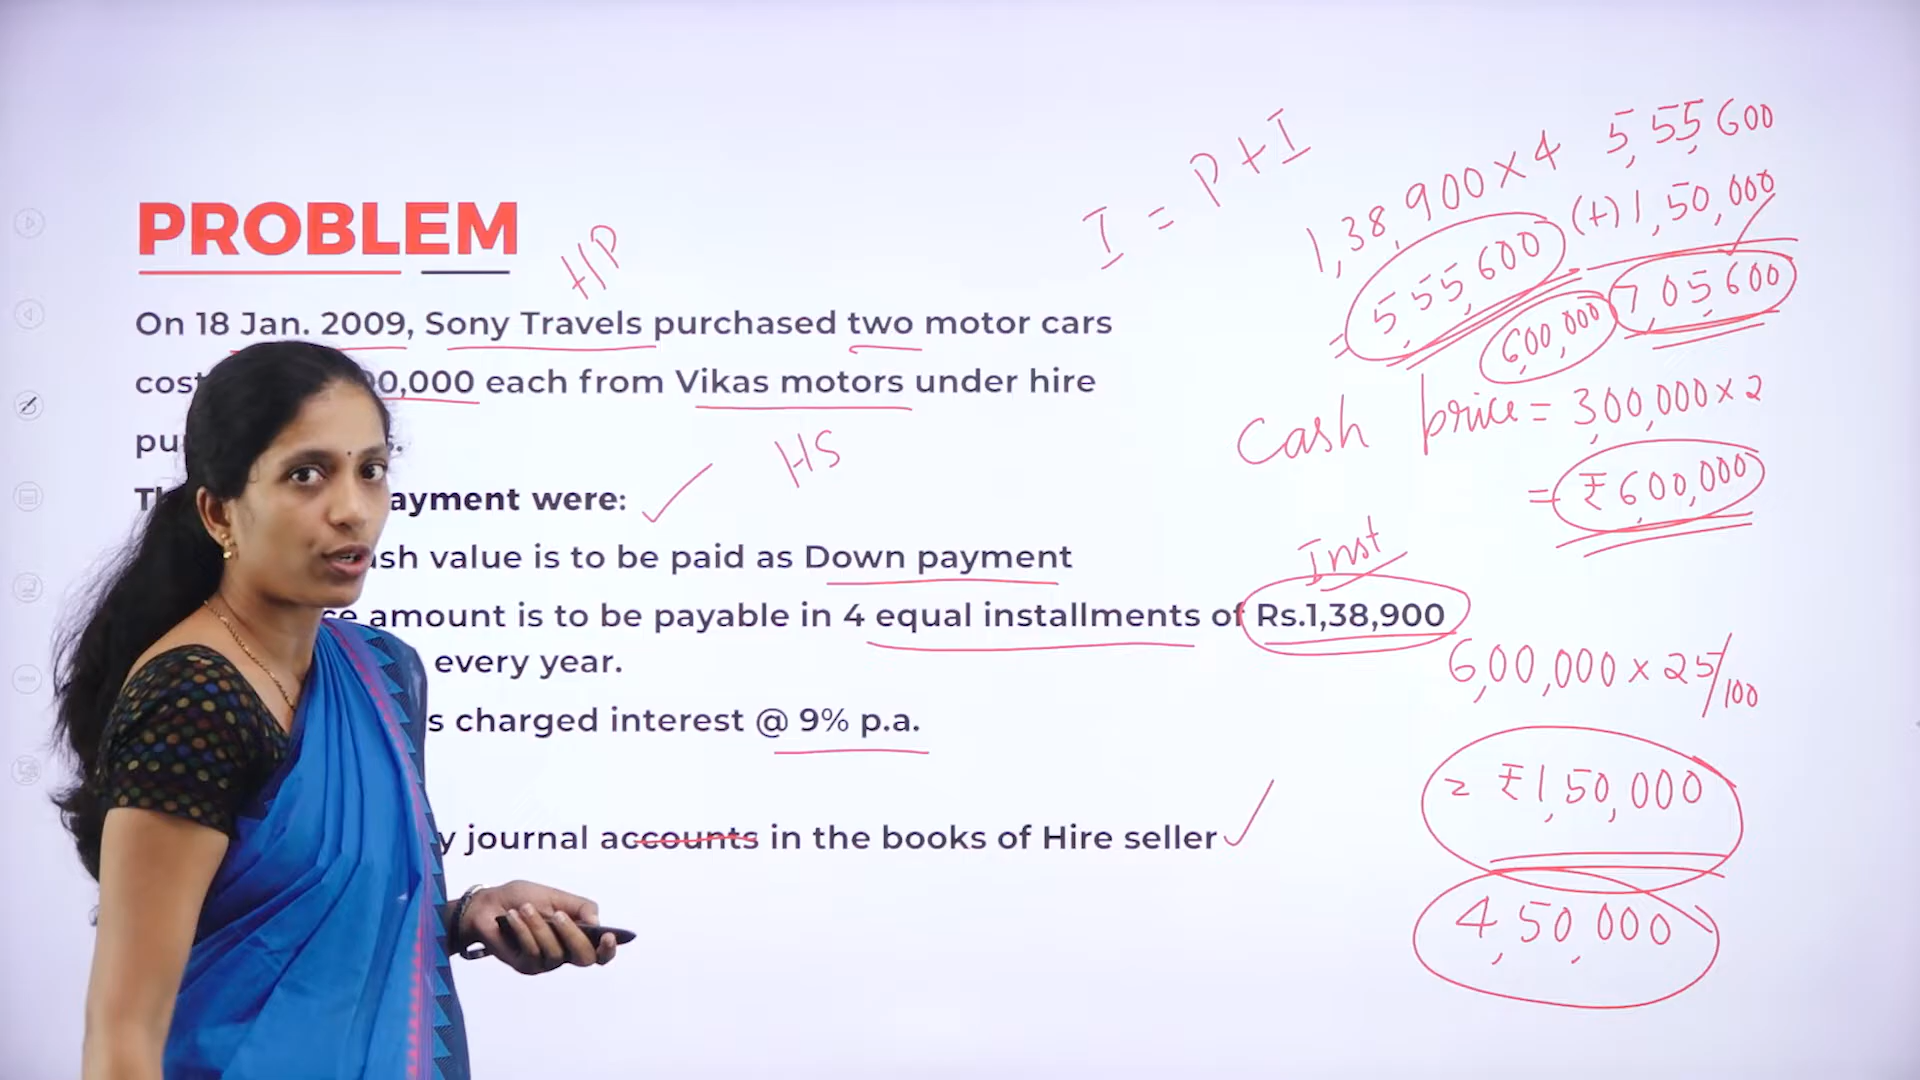 PROBLEM
H/P
On 18 Jan. 2009, Sony Travels purchased two motor cars
00,000 each from Vikas motors under hire
HS
ayment were:
sh value is to be paid as Down payment
amount is to be payable in 4 equal installments of Rs.1,38,900
every year.
s charged interest @ 9% p.a.
y journal accounts in the books of Hire seller
I = P + I
1,38,900 × 4
= 5,55,600
5,55,600
(+) 1,50,000
7,05,600
600,000
Cash price = 3,00,000 × 2
= ₹6,00,000
Inst
6,00,000 × 25/100
= ₹1,50,000
4,50,000